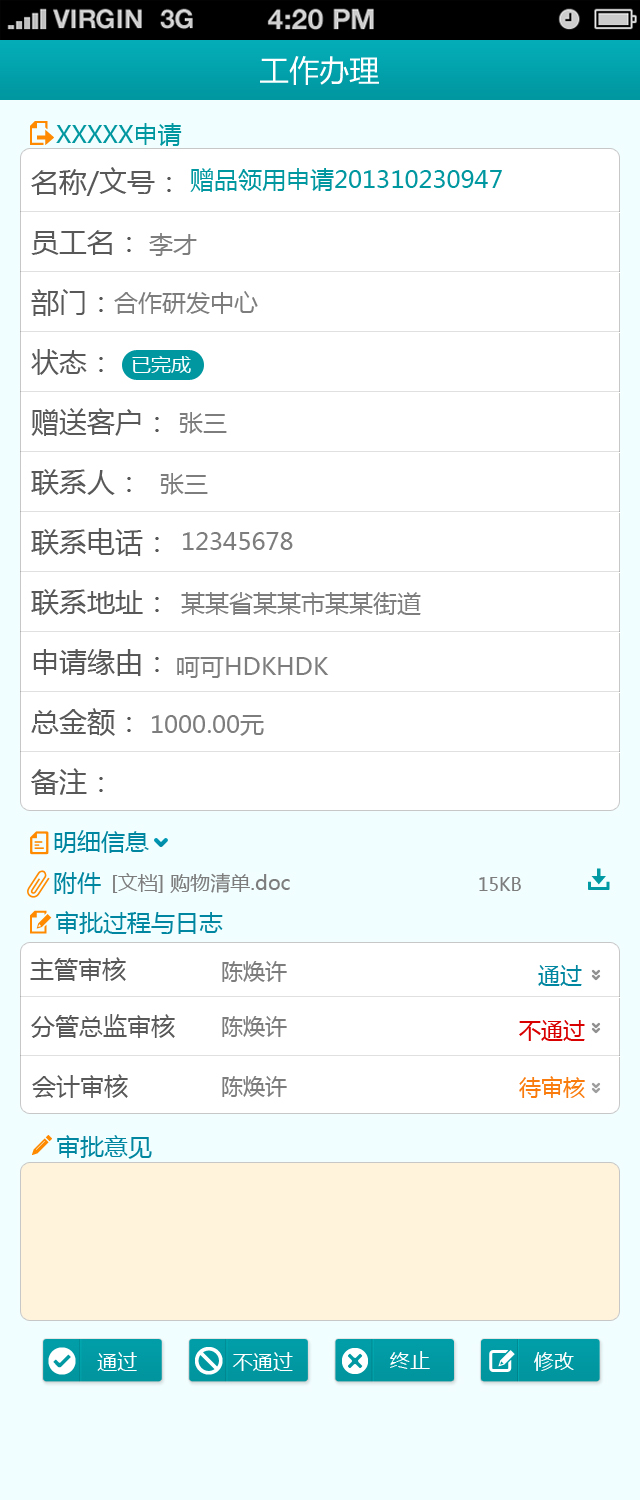 VIRGIN 3G 4:20 PM
工作办理
XXXXX申请
名称/文号： 赠品领用申请201310230947
员工名： 李才
部门：合作研发中心
状态： 已完成
赠送客户： 张三
联系人： 张三
联系电话： 12345678
联系地址： 某某省某某市某某街道
申请缘由： 呵可HDKHDK
总金额： 1000.00元
备注：
明细信息
附件 [文档] 购物清单.doc 15KB
审批过程与日志
主管审核 陈焕许 通过
分管总监审核 陈焕许 不通过
会计审核 陈焕许 待审核
审批意见
通过 不通过 终止 修改